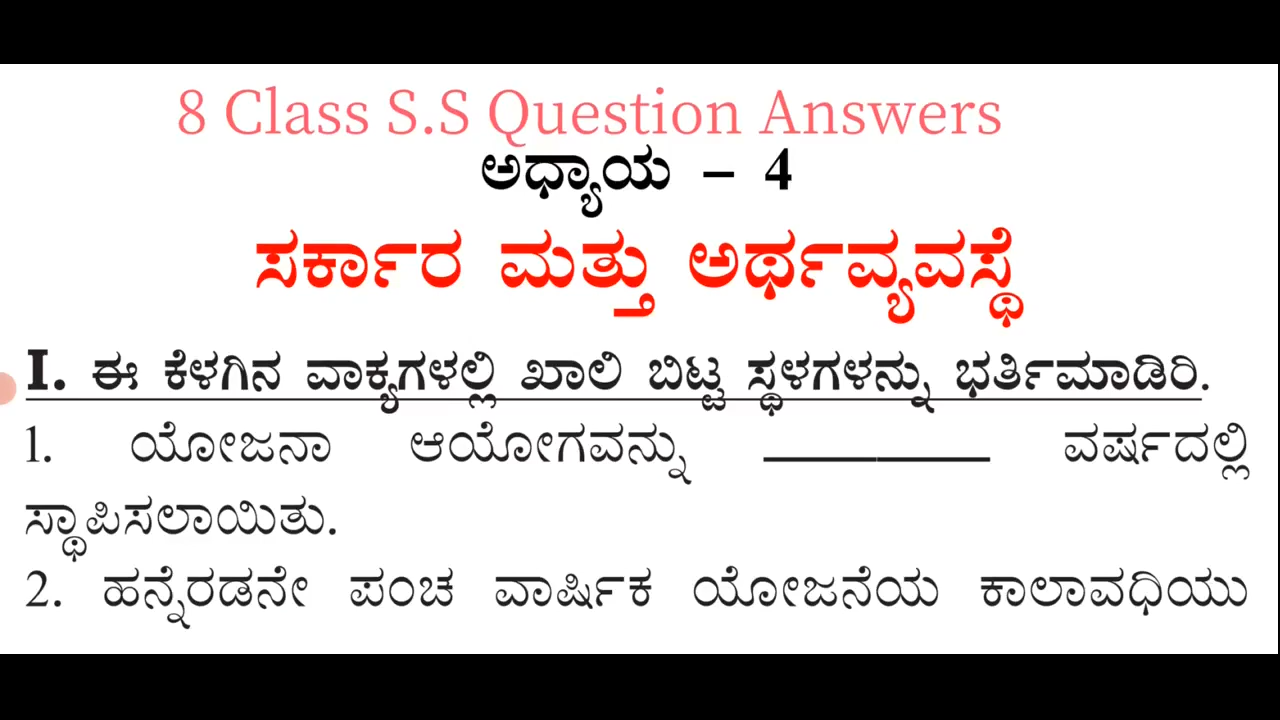 8 Class S.S Question Answers
ಅಧ್ಯಾಯ – 4
ಸರ್ಕಾರ ಮತ್ತು ಅರ್ಥವ್ಯವಸ್ಥೆ
I. ಈ ಕೆಳಗಿನ ವಾಕ್ಯಗಳಲ್ಲಿ ಖಾಲಿ ಬಿಟ್ಟ ಸ್ಥಳಗಳನ್ನು ಭರ್ತಿಮಾಡಿರಿ.
1. ಯೋಜನಾ ಆಯೋಗವನ್ನು ________ ವರ್ಷದಲ್ಲಿ
ಸ್ಥಾಪಿಸಲಾಯಿತು.
2. ಹನ್ನೆರಡನೇ ಪಂಚ ವಾರ್ಷಿಕ ಯೋಜನೆಯ ಕಾಲಾವಧಿಯು